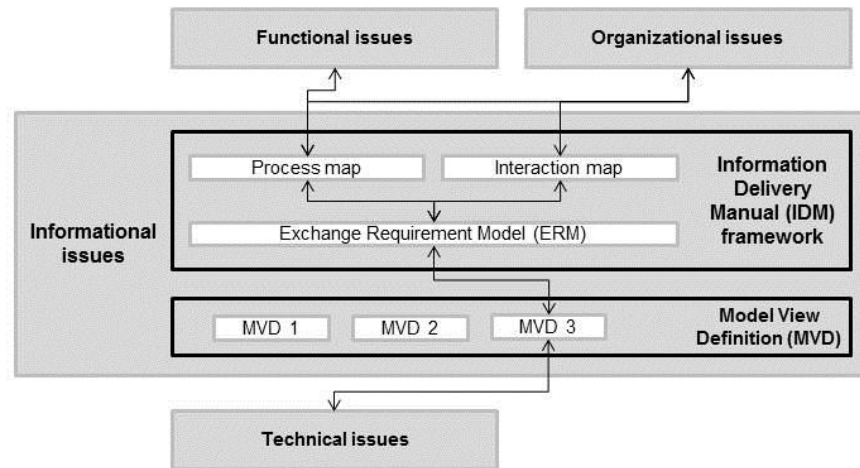 Functional issues
Organizational issues
Process map
Interaction map
Information
Delivery
Manual (IDM)
framework
Informational
issues
Exchange Requirement Model (ERM)
MVD 1
MVD 2
MVD 3
Model View
Definition (MVD)
Technical issues